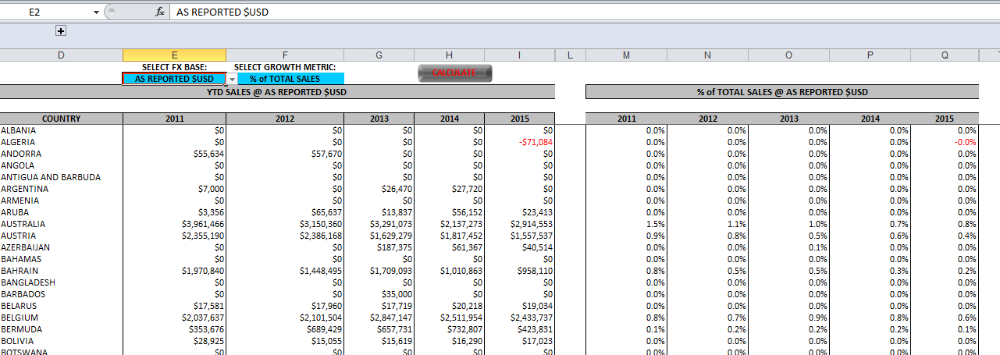 E2 fx AS REPORTED $USD
D E F G H I L M N O P Q
SELECT FX BASE: SELECT GROWTH METRIC:
AS REPORTED $USD % of TOTAL SALES CALCULATE
YTD SALES @ AS REPORTED $USD % of TOTAL SALES @ AS REPORTED $USD
COUNTRY 2011 2012 2013 2014 2015 2011 2012 2013 2014 2015
ALBANIA $0 $0 $0 $0 $0 0.0% 0.0% 0.0% 0.0% 0.0%
ALGERIA $0 $0 $0 $0 -$71,084 0.0% 0.0% 0.0% 0.0% -0.0%
ANDORRA $55,634 $57,670 $0 $0 $0 0.0% 0.0% 0.0% 0.0% 0.0%
ANGOLA $0 $0 $0 $0 $0 0.0% 0.0% 0.0% 0.0% 0.0%
ANTIGUA AND BARBUDA $0 $0 $0 $0 $0 0.0% 0.0% 0.0% 0.0% 0.0%
ARGENTINA $7,000 $0 $26,470 $27,720 $0 0.0% 0.0% 0.0% 0.0% 0.0%
ARMENIA $0 $0 $0 $0 $0 0.0% 0.0% 0.0% 0.0% 0.0%
ARUBA $3,356 $65,637 $13,837 $56,152 $23,413 0.0% 0.0% 0.0% 0.0% 0.0%
AUSTRALIA $3,961,466 $3,150,360 $3,291,073 $2,137,273 $2,914,553 1.5% 1.1% 1.0% 0.7% 0.8%
AUSTRIA $2,355,190 $2,386,168 $1,629,279 $1,817,452 $1,557,537 0.9% 0.8% 0.5% 0.6% 0.4%
AZERBAIJAN $0 $0 $187,375 $61,367 $40,514 0.0% 0.0% 0.1% 0.0% 0.0%
BAHAMAS $0 $0 $0 $0 $0 0.0% 0.0% 0.0% 0.0% 0.0%
BAHRAIN $1,970,840 $1,448,495 $1,709,093 $1,010,863 $958,110 0.8% 0.5% 0.5% 0.3% 0.2%
BANGLADESH $0 $0 $0 $0 $0 0.0% 0.0% 0.0% 0.0% 0.0%
BARBADOS $0 $0 $35,000 $0 $0 0.0% 0.0% 0.0% 0.0% 0.0%
BELARUS $17,581 $17,960 $17,719 $20,218 $19,034 0.0% 0.0% 0.0% 0.0% 0.0%
BELGIUM $2,037,637 $2,101,504 $2,847,147 $2,511,954 $2,433,737 0.8% 0.7% 0.9% 0.8% 0.6%
BERMUDA $353,676 $689,429 $657,731 $732,807 $423,831 0.1% 0.2% 0.2% 0.2% 0.1%
BOLIVIA $28,925 $15,055 $15,619 $16,290 $17,023 0.0% 0.0% 0.0% 0.0% 0.0%
BOTSWANA $0 $0 $0 $0 $0 0.0% 0.0% 0.0% 0.0% 0.0%